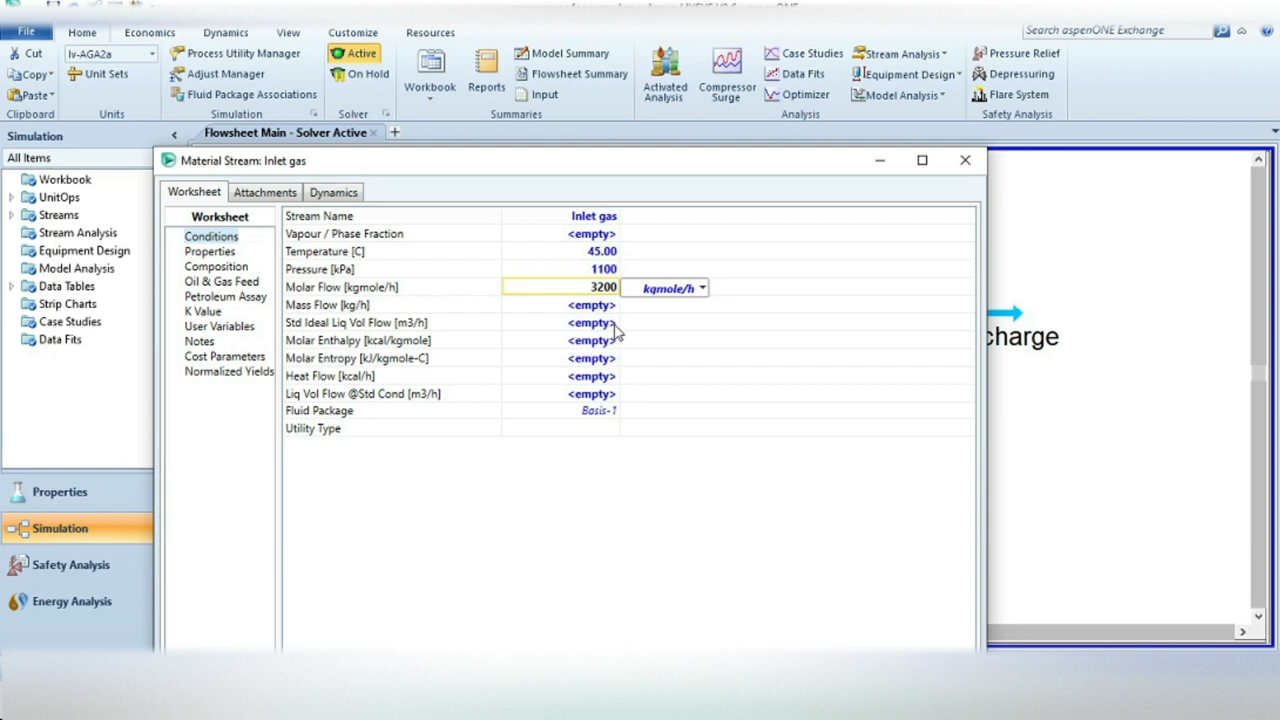 File Home Economics Dynamics View Customize Resources Search aspenONE Exchange
Cut lv-AGA2a Process Utility Manager Active Model Summary Case Studies Stream Analysis Pressure Relief
Copy Unit Sets Adjust Manager On Hold Workbook Reports Flowsheet Summary Activated Analysis Compressor Surge Data Fits Equipment Design Depressuring
Paste Fluid Package Associations Input Optimizer Model Analysis Flare System
Clipboard Units Simulation Solver Summaries Analysis Safety Analysis
Simulation < Flowsheet Main - Solver Active × +
All Items
Workbook
UnitOps
Streams
Stream Analysis
Equipment Design
Model Analysis
Data Tables
Strip Charts
Case Studies
Data Fits
Properties
Simulation
Safety Analysis
Energy Analysis
Material Stream: Inlet gas
Worksheet Attachments Dynamics
Worksheet
Conditions
Properties
Composition
Oil & Gas Feed
Petroleum Assay
K Value
User Variables
Notes
Cost Parameters
Normalized Yields
Stream Name Inlet gas
Vapour / Phase Fraction <empty>
Temperature [C] 45.00
Pressure [kPa] 1100
Molar Flow [kgmole/h] 3200 kgmole/h
Mass Flow [kg/h] <empty>
Std Ideal Liq Vol Flow [m3/h] <empty>
Molar Enthalpy [kcal/kgmole] <empty>
Molar Entropy [kJ/kgmole-C] <empty>
Heat Flow [kcal/h] <empty>
Liq Vol Flow @Std Cond [m3/h] <empty>
Fluid Package Basis-1
Utility Type
charge